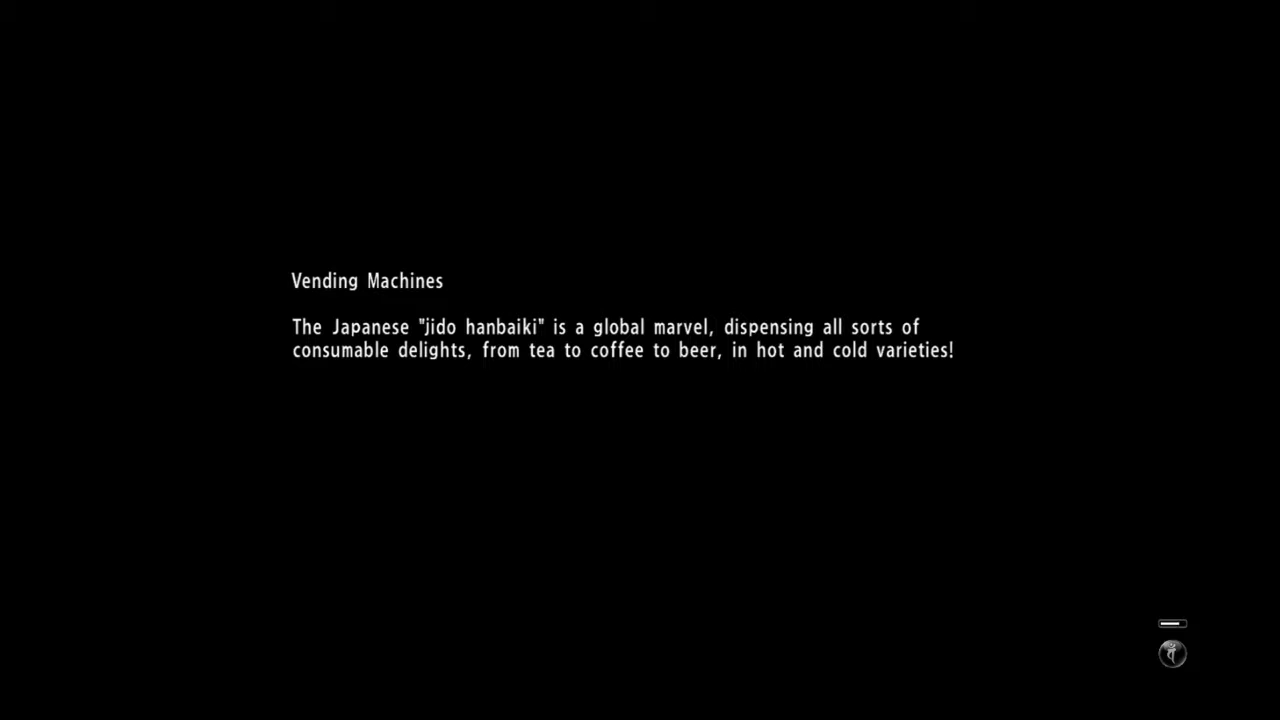 Vending Machines
The Japanese "jido hanbaiki" is a global marvel, dispensing all sorts of
consumable delights, from tea to coffee to beer, in hot and cold varieties!